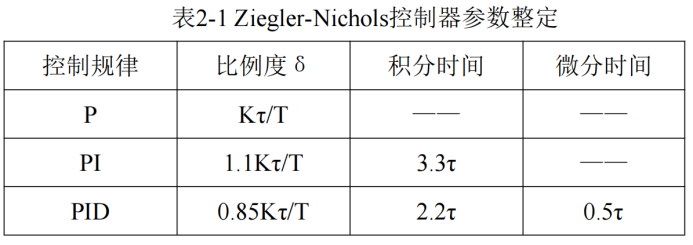 表2-1 Ziegler-Nichols控制器参数整定
控制规律 比例度 δ 积分时间 微分时间
P Kτ/T —— ——
PI 1.1Kτ/T 3.3τ ——
PID 0.85Kτ/T 2.2τ 0.5τ